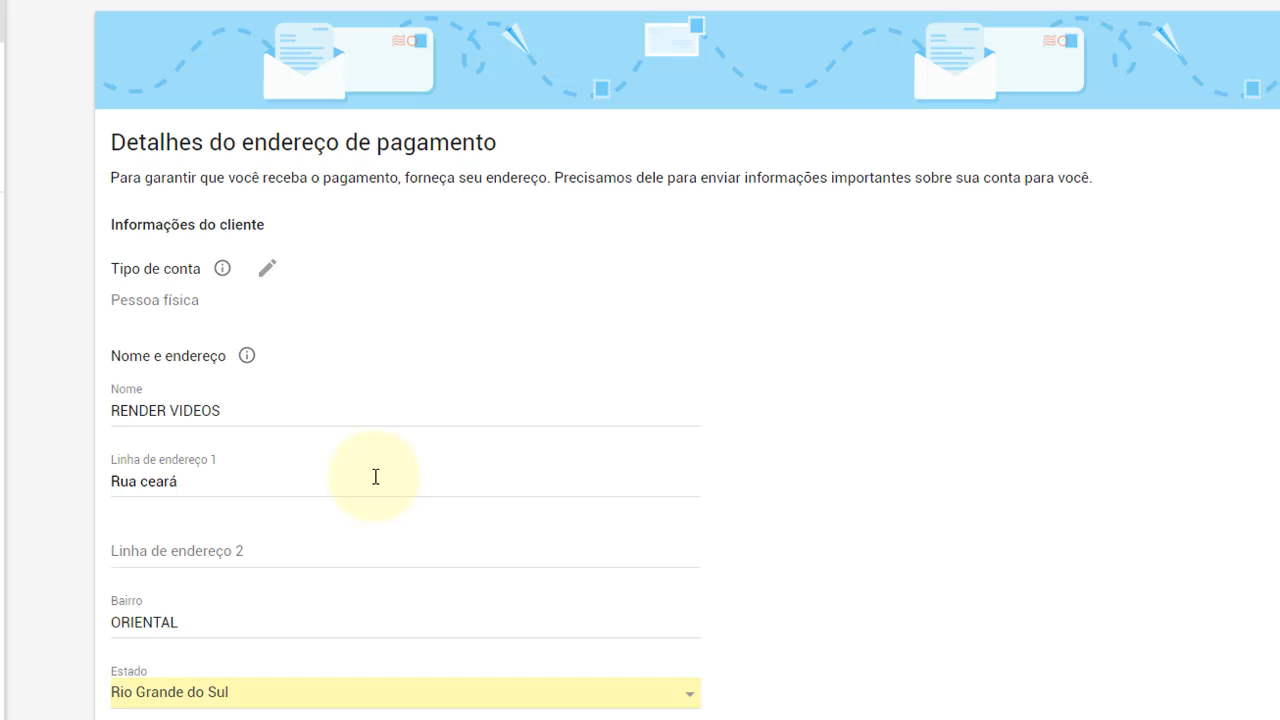 Detalhes do endereço de pagamento
Para garantir que você receba o pagamento, forneça seu endereço. Precisamos dele para enviar informações importantes sobre sua conta para você.
Informações do cliente
Tipo de conta
Pessoa física
Nome e endereço
Nome
RENDER VIDEOS
Linha de endereço 1
Rua ceará
Linha de endereço 2
Bairro
ORIENTAL
Estado
Rio Grande do Sul